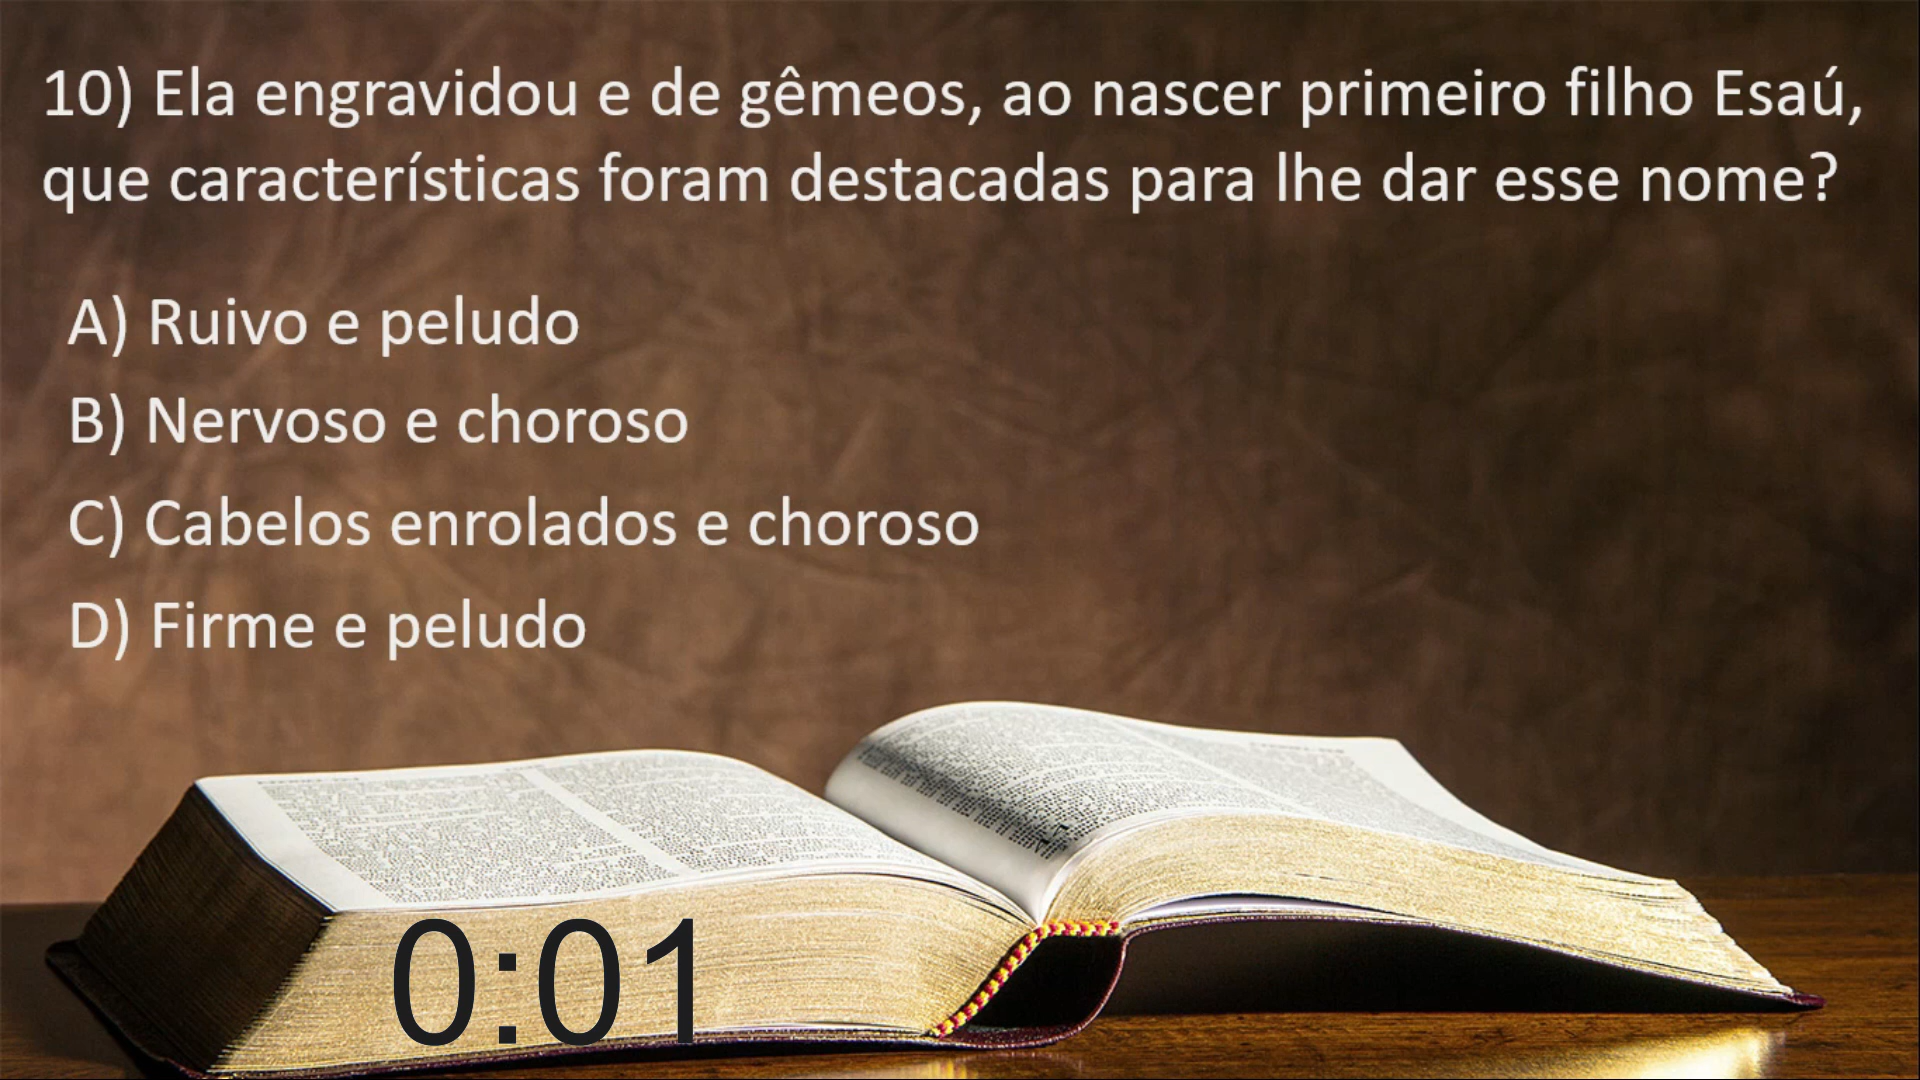 10) Ela engravidou e de gêmeos, ao nascer primeiro filho Esaú,
que características foram destacadas para lhe dar esse nome?
A) Ruivo e peludo
B) Nervoso e choroso
C) Cabelos enrolados e choroso
D) Firme e peludo
0:01